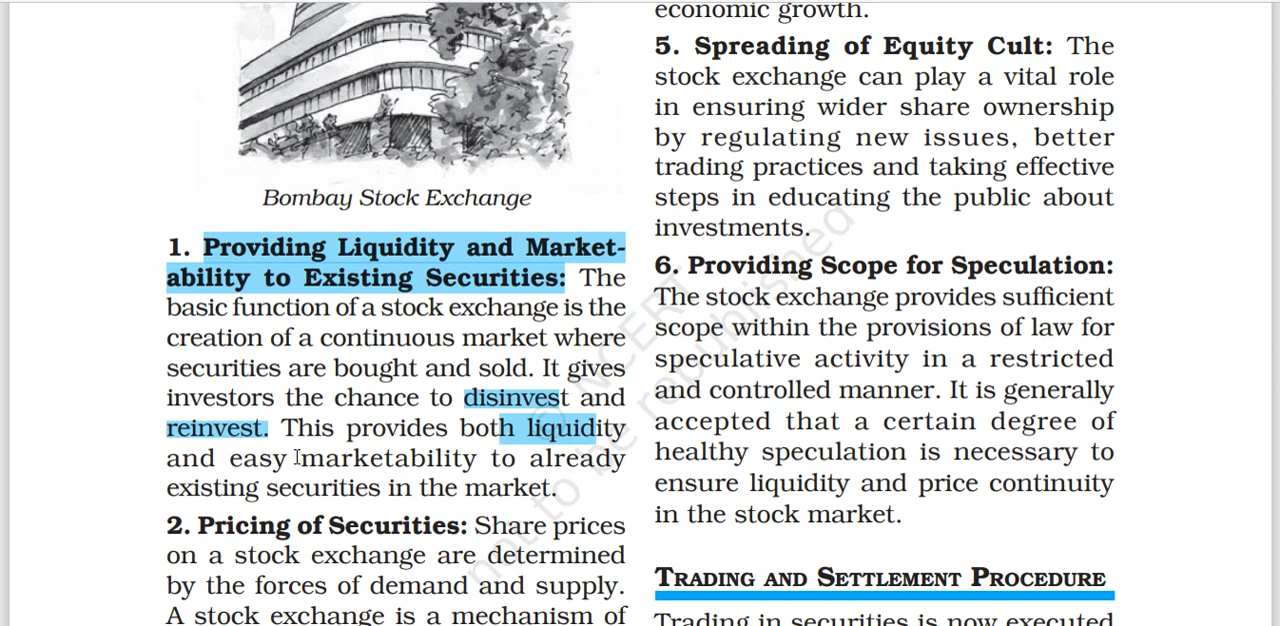 Bombay Stock Exchange
1. Providing Liquidity and Market-
ability to Existing Securities: The
basic function of a stock exchange is the
creation of a continuous market where
securities are bought and sold. It gives
investors the chance to disinvest and
reinvest. This provides both liquidity
and easy marketability to already
existing securities in the market.
2. Pricing of Securities: Share prices
on a stock exchange are determined
by the forces of demand and supply.
A stock exchange is a mechanism of
economic growth.
5. Spreading of Equity Cult: The
stock exchange can play a vital role
in ensuring wider share ownership
by regulating new issues, better
trading practices and taking effective
steps in educating the public about
investments.
6. Providing Scope for Speculation:
The stock exchange provides sufficient
scope within the provisions of law for
speculative activity in a restricted
and controlled manner. It is generally
accepted that a certain degree of
healthy speculation is necessary to
ensure liquidity and price continuity
in the stock market.
TRADING AND SETTLEMENT PROCEDURE
Trading in securities is now executed
© NCERT
not to be republished